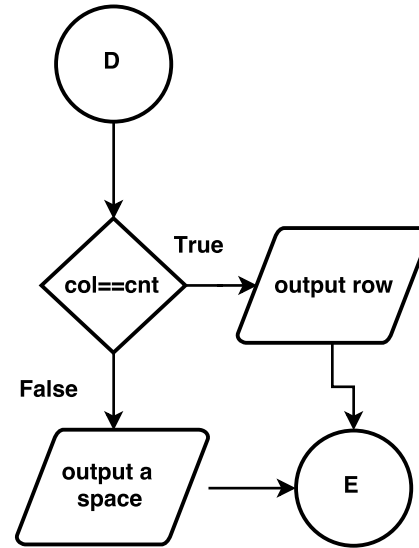 D
True
col==cnt
output row
False
output a
space
E